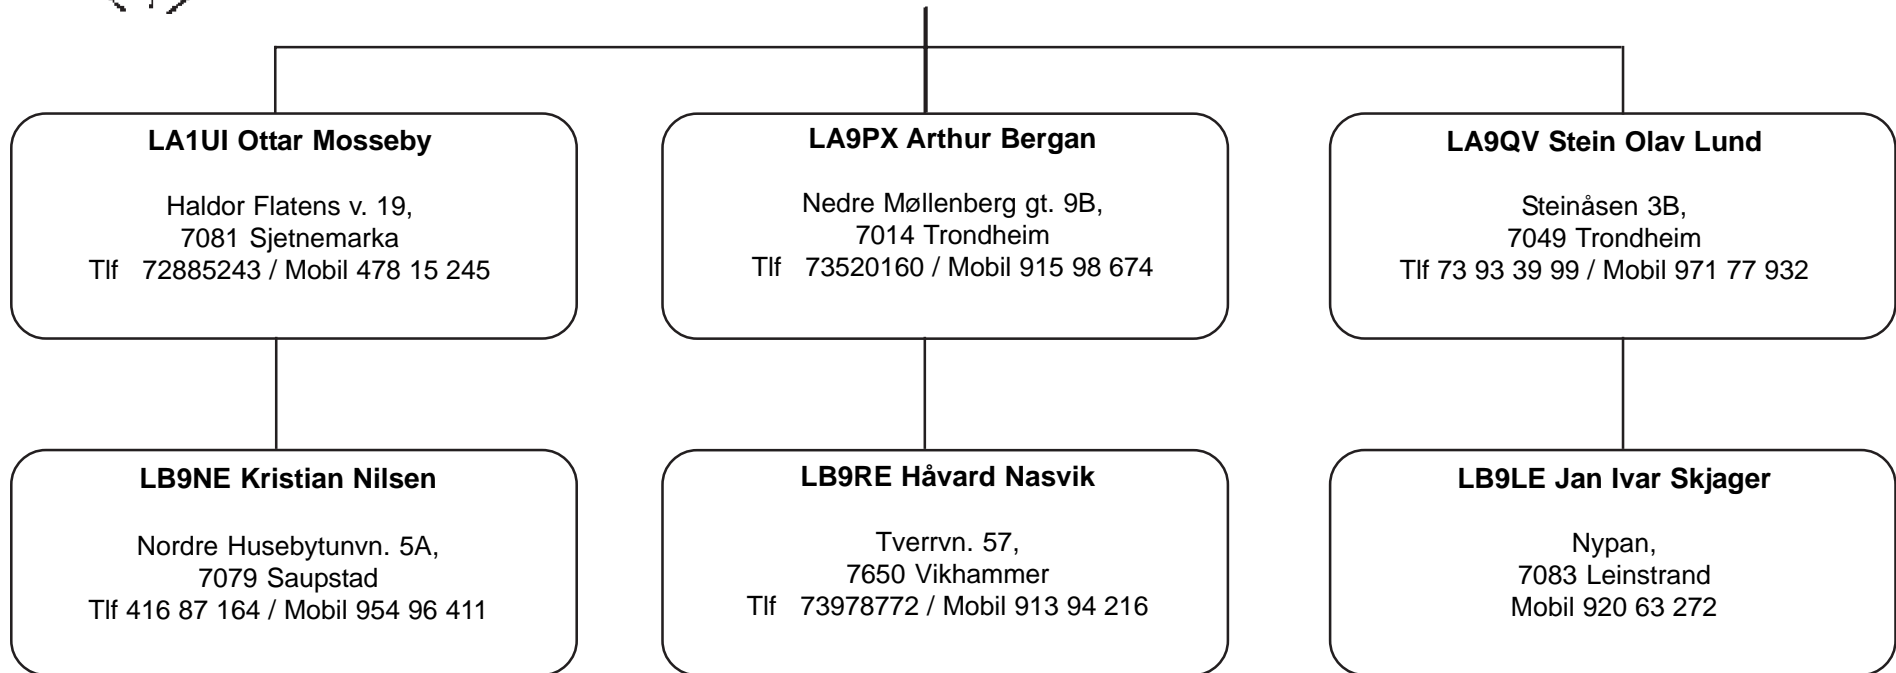 LA1UI Ottar Mosseby
Haldor Flatens v. 19,
7081 Sjetnemarka
Tlf   72885243 / Mobil 478 15 245
LA9PX Arthur Bergan
Nedre Møllenberg gt. 9B,
7014 Trondheim
Tlf   73520160 / Mobil 915 98 674
LA9QV Stein Olav Lund
Steinåsen 3B,
7049 Trondheim
Tlf 73 93 39 99 / Mobil 971 77 932
LB9NE Kristian Nilsen
Nordre Husebytunvn. 5A,
7079 Saupstad
Tlf 416 87 164 / Mobil 954 96 411
LB9RE Håvard Nasvik
Tverrvn. 57,
7650 Vikhammer
Tlf   73978772 / Mobil 913 94 216
LB9LE Jan Ivar Skjager
Nypan,
7083 Leinstrand
Mobil 920 63 272